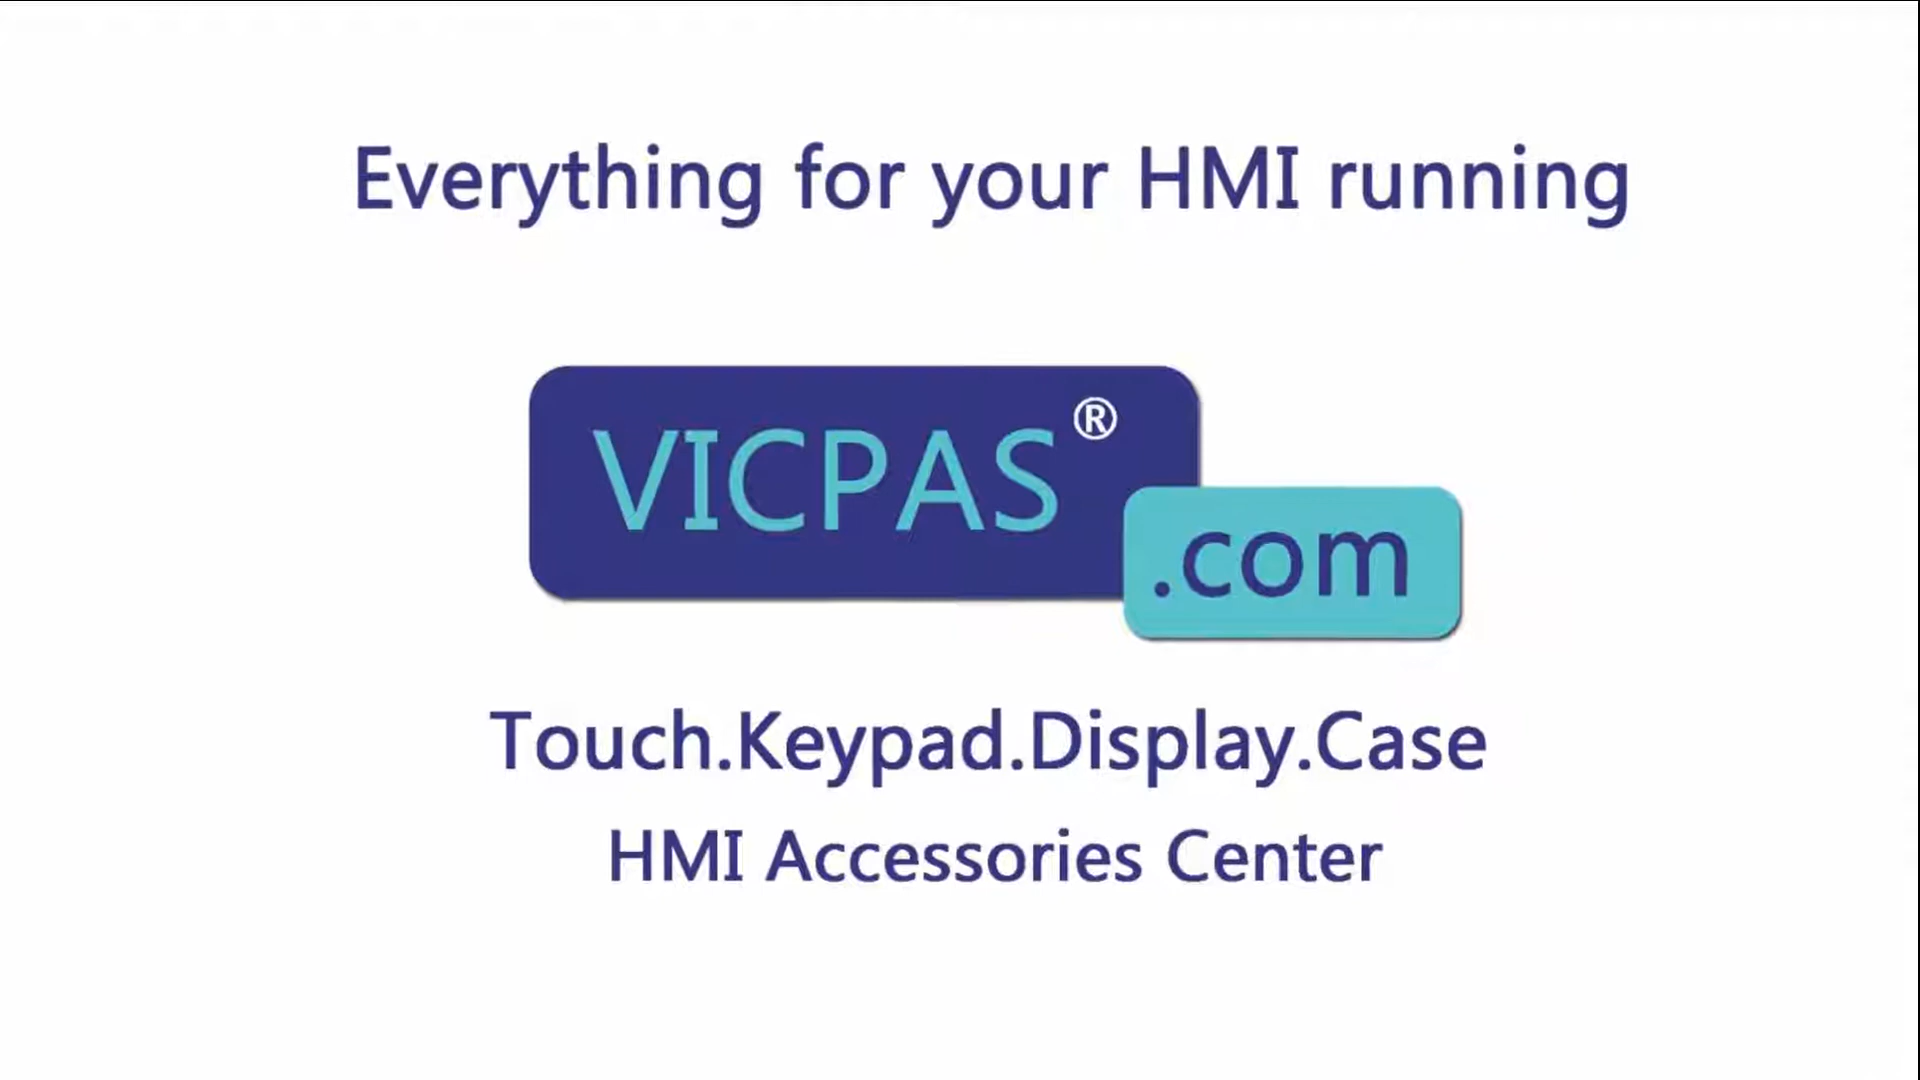 Everything for your HMI running
VICPAS®
.com
Touch.Keypad.Display.Case
HMI Accessories Center